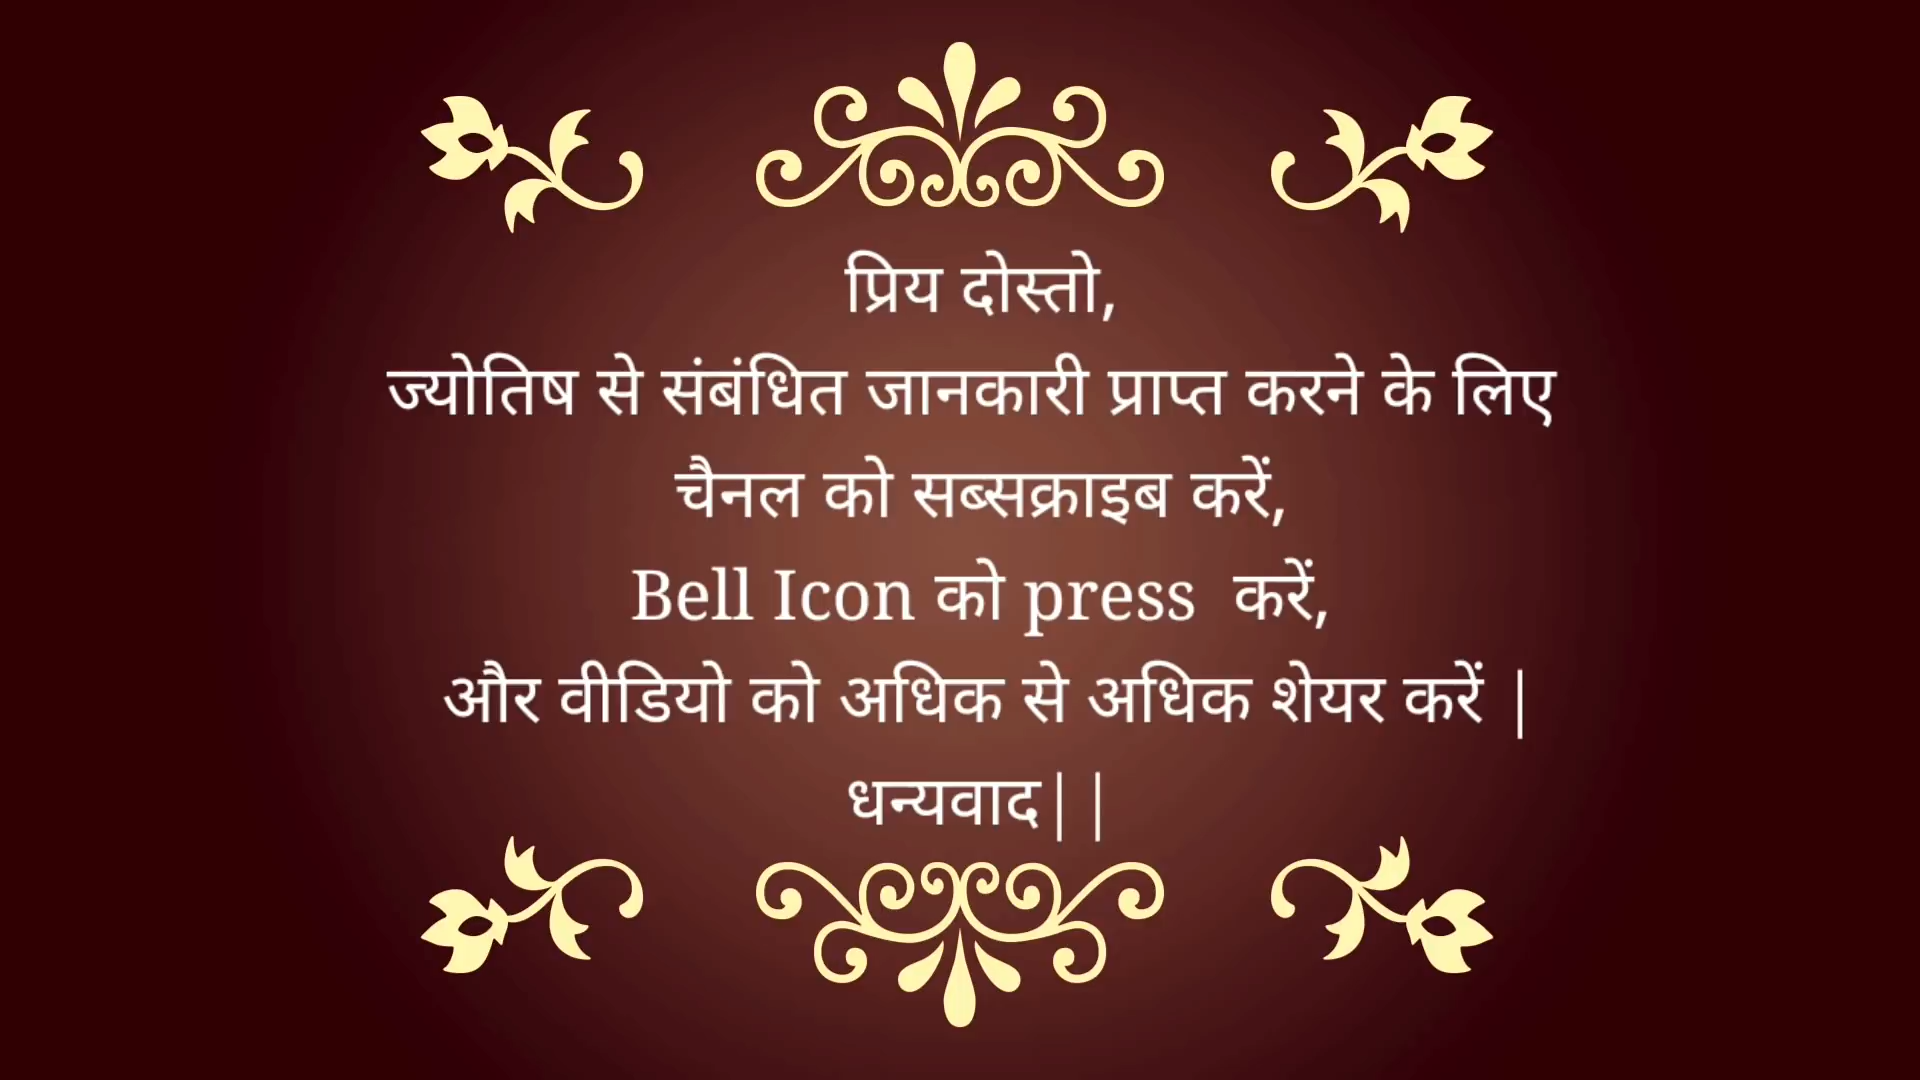 प्रिय दोस्तो,
ज्योतिष से संबंधित जानकारी प्राप्त करने के लिए
चैनल को सब्सक्राइब करें,
Bell Icon को press  करें,
और वीडियो को अधिक से अधिक शेयर करें |
धन्यवाद||